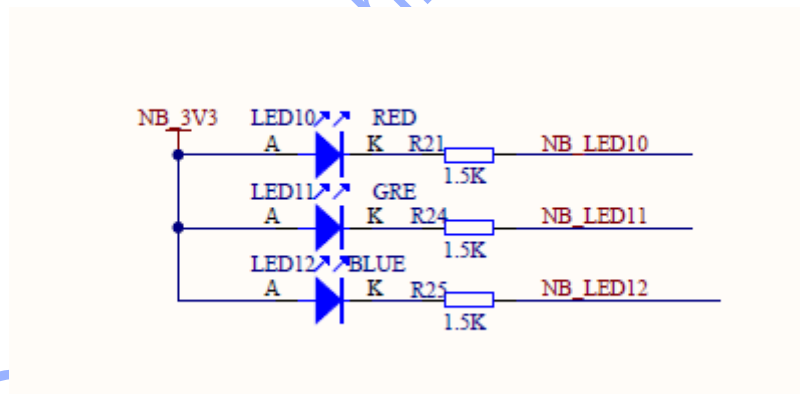 NB_3V3 LED10 RED
A K R21 NB_LED10
1.5K
LED11 GRE
A K R24 NB_LED11
1.5K
LED12 BLUE
A K R25 NB_LED12
1.5K